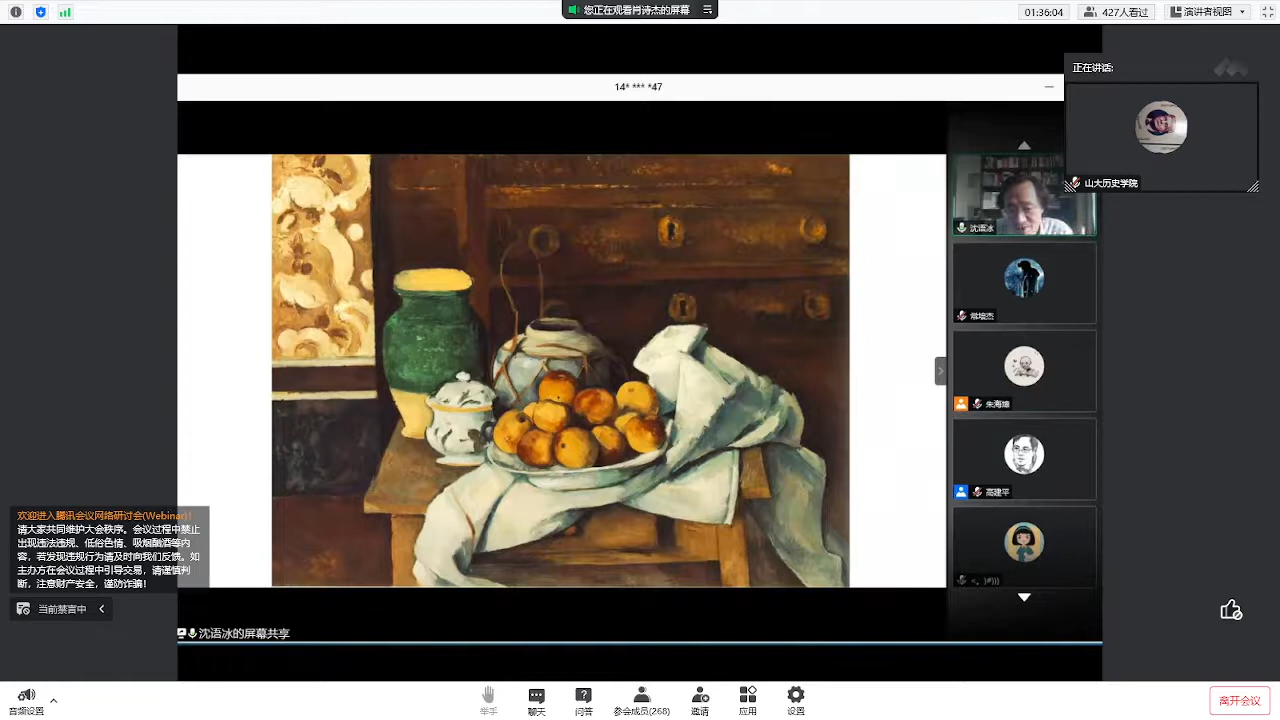 您正在观看肖诗杰的屏幕
01:36:04
427人看过
演讲者视图
14* *** *47
正在讲话:
山大历史学院
沈语冰
常培杰
朱海峰
高建平
<。)#)))
欢迎进入腾讯会议网络研讨会(Webinar)!
请大家共同维护大会秩序。会议过程中禁止
出现违法违规、低俗色情、吸烟酗酒等内
容，若发现违规行为请及时向我们反馈。如
主办方在会议过程中引导交易，请谨慎判
断，注意财产安全，谨防诈骗！
当前禁言中
沈语冰的屏幕共享
音频设置
举手
聊天
问答
参会成员(268)
邀请
应用
设置
离开会议